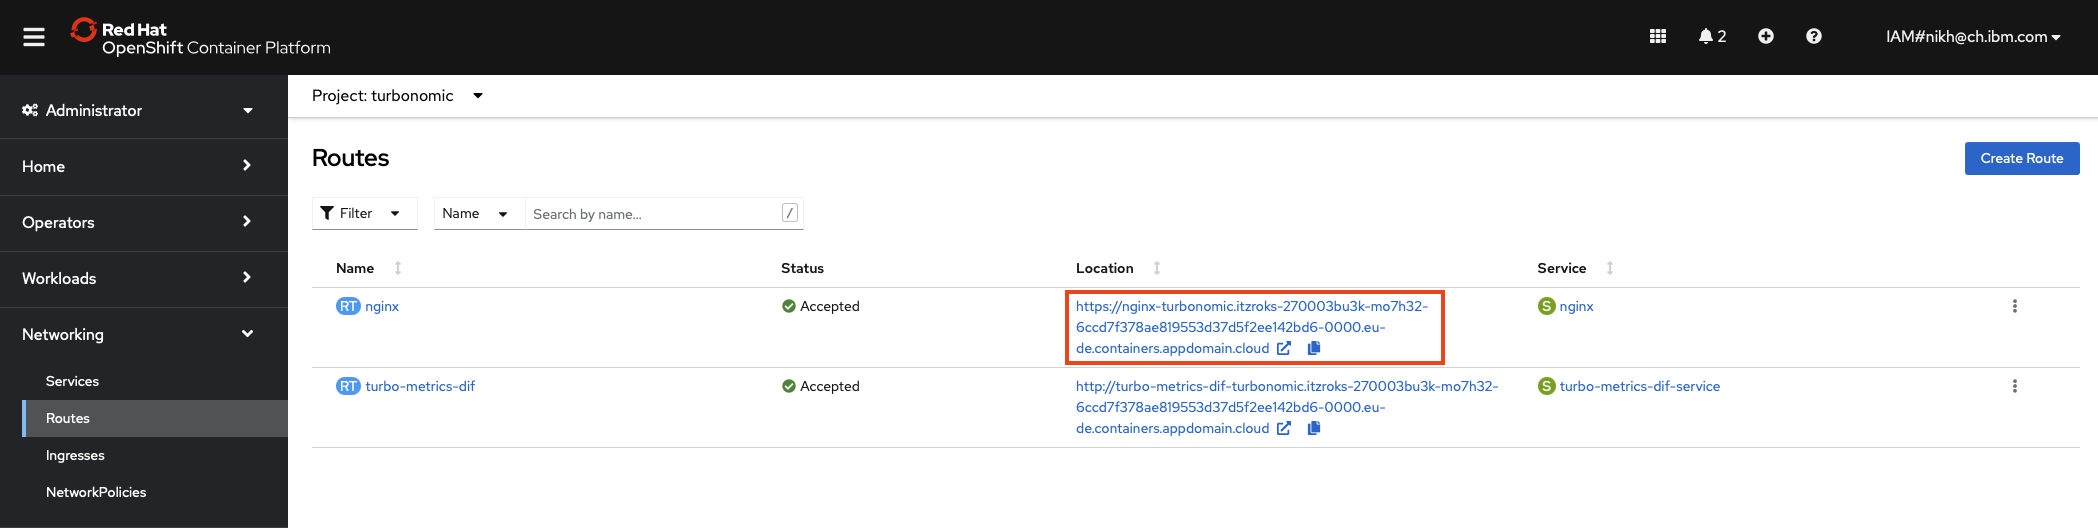 Red Hat
OpenShift Container Platform
2
IAM#nikh@ch.ibm.com
Administrator
Home
Operators
Workloads
Networking
Services
Routes
Ingresses
NetworkPolicies
Project: turbonomic
Routes
Create Route
Filter
Name
Search by name...
/
Name
Status
Location
Service
RT nginx
Accepted
https://nginx-turbonomic.itzroks-270003bu3k-mo7h32-
6ccd7f378ae819553d37d5f2ee142bd6-0000.eu-
de.containers.appdomain.cloud
S nginx
RT turbo-metrics-dif
Accepted
http://turbo-metrics-dif-turbonomic.itzroks-270003bu3k-mo7h32-
6ccd7f378ae819553d37d5f2ee142bd6-0000.eu-
de.containers.appdomain.cloud
S turbo-metrics-dif-service